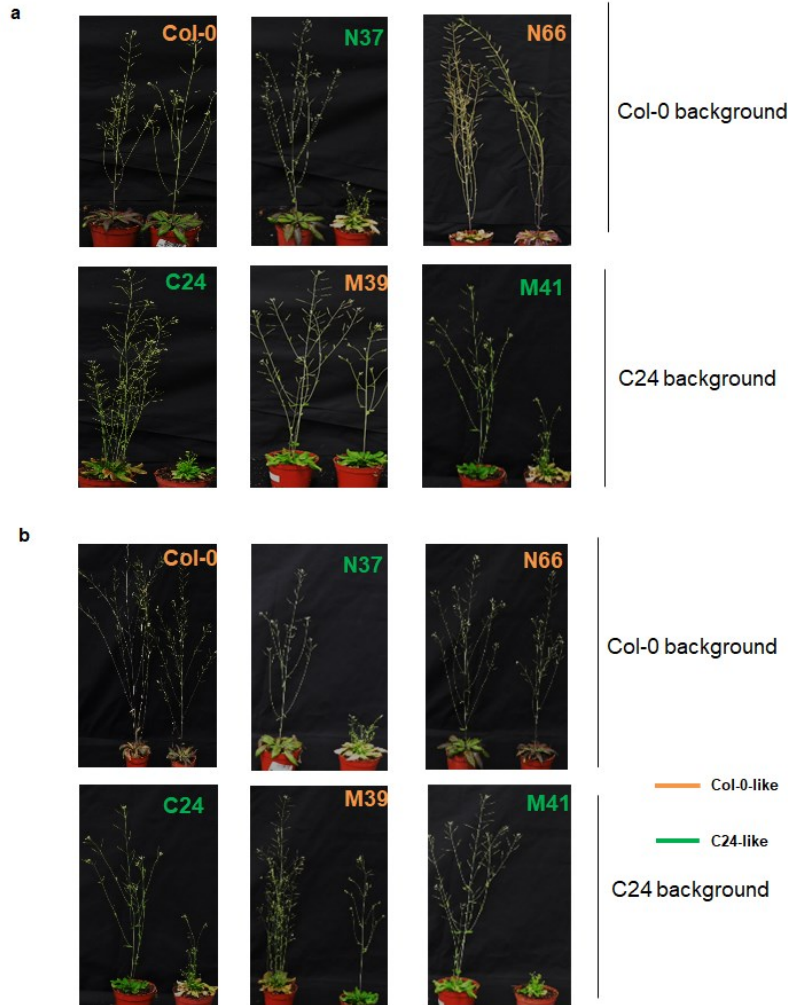 a
Col-0
N37
N66
Col-0 background
C24
M39
M41
C24 background
b
Col-0
N37
N66
Col-0 background
C24
M39
M41
Col-0-like
C24-like
C24 background